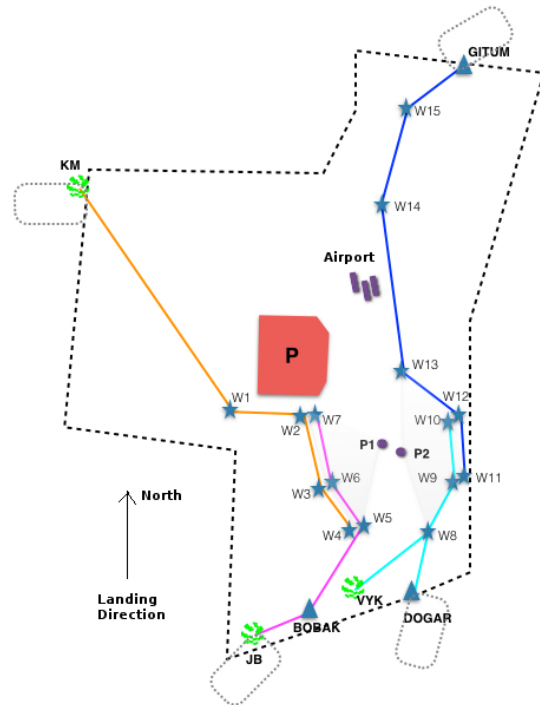 GITUM
W15
KM
W14
Airport
P
W13
W1
W2
W7
W10
W12
P1
P2
W3
W6
W9
W11
North
W4
W5
W8
Landing
Direction
VYK
BOBAK
DOGAR
JB